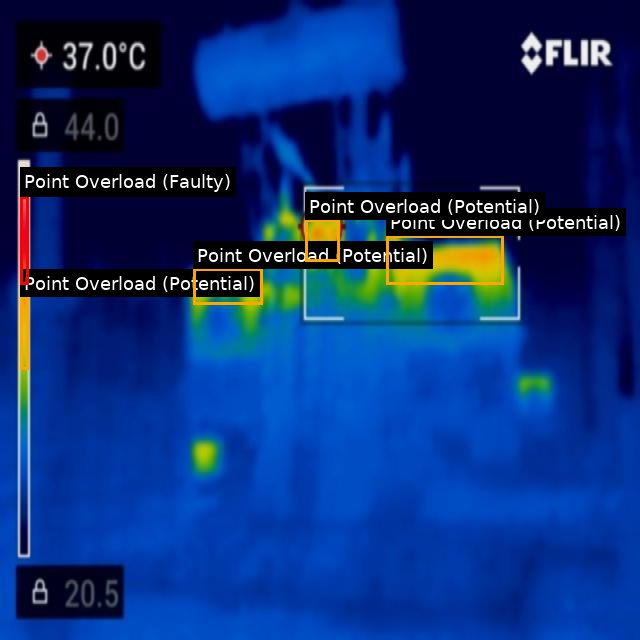 37.0°C
FLIR
44.0
Point Overload (Faulty)
Point Overload (Potential)
Point Overload (Potential)
Point Overload (Potential)
Point Overload (Potential)
20.5